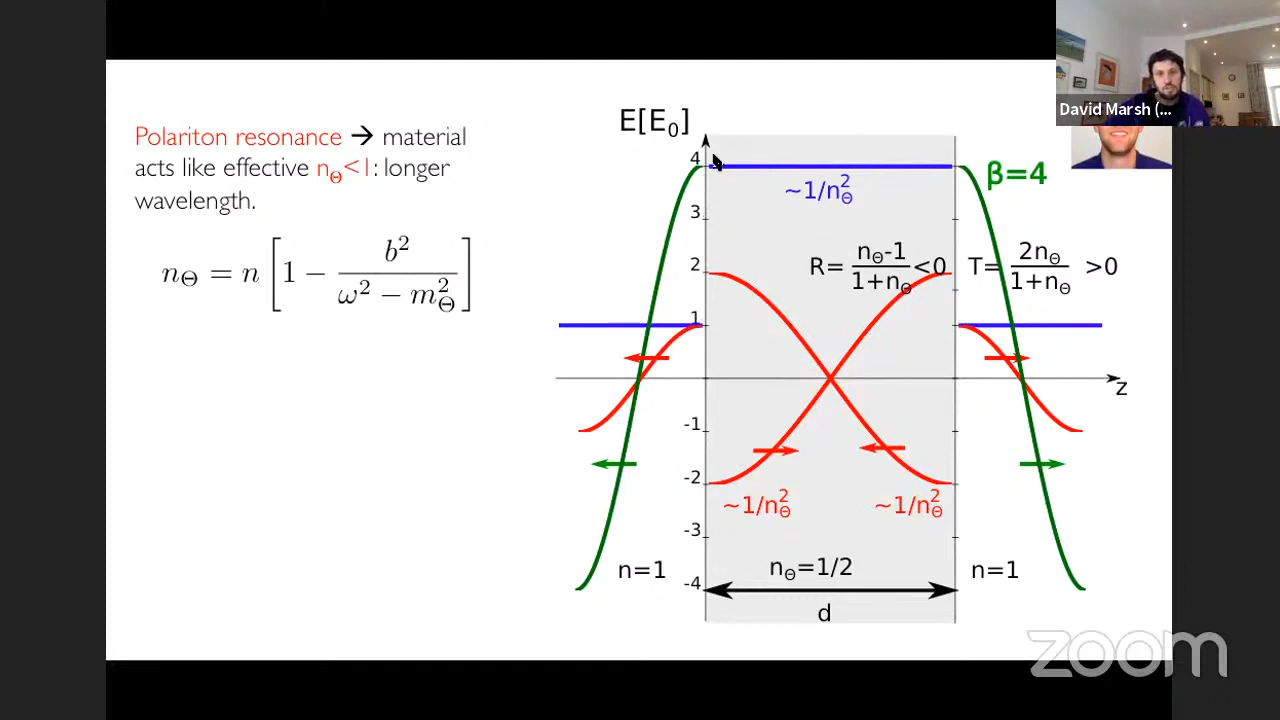 Polariton resonance → material
acts like effective n_Θ<1: longer
wavelength.
n_Θ = n [1 − b² / (ω² − m_Θ²)]
E[E₀]
4
3
2
1
-1
-2
-3
-4
~1/n_Θ²
β=4
R= (n_Θ-1)/(1+n_Θ) <0
T= 2n_Θ/(1+n_Θ) >0
z
~1/n_Θ²
~1/n_Θ²
n=1
n_Θ=1/2
n=1
d
David Marsh (...
zoom